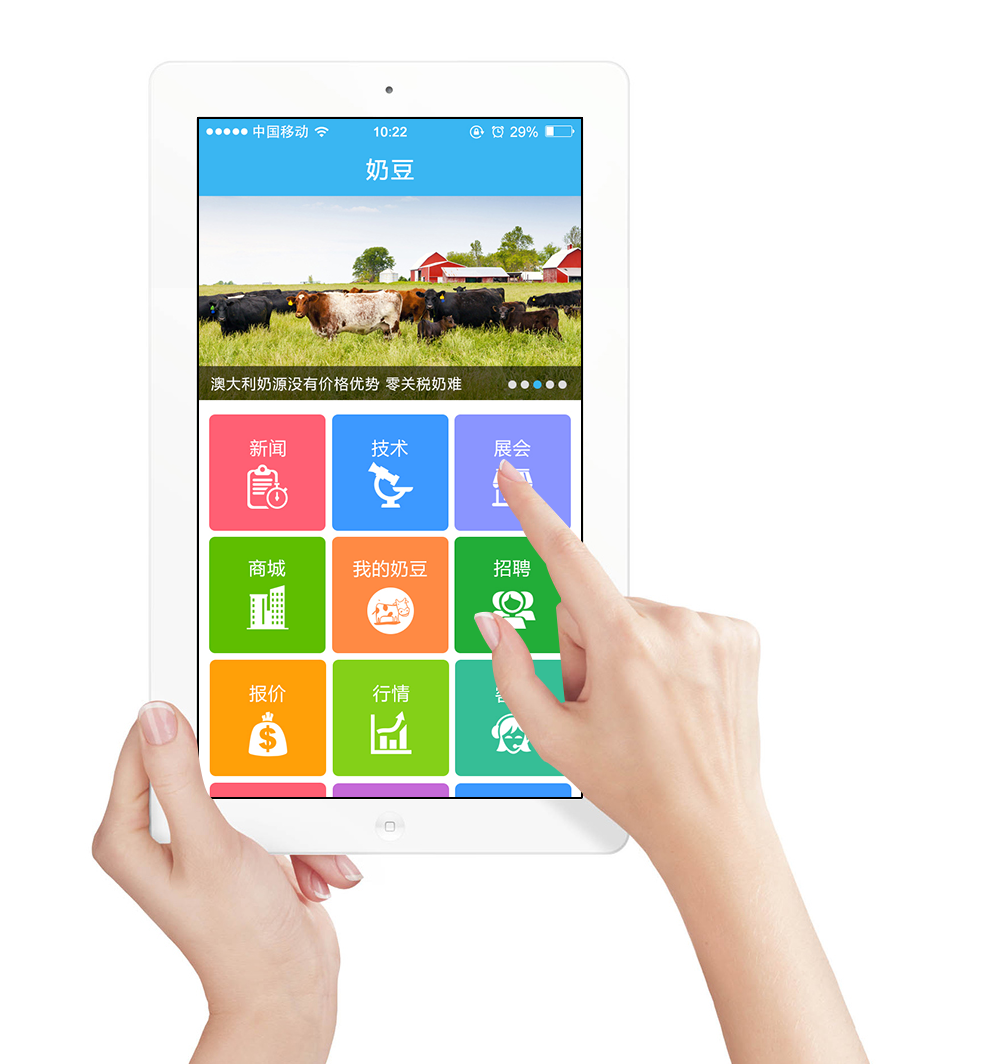 中国移动 10:22 29%
奶豆
澳大利奶源没有价格优势 零关税奶难
新闻
技术
展会
商城
我的奶豆
招聘
报价
行情
$